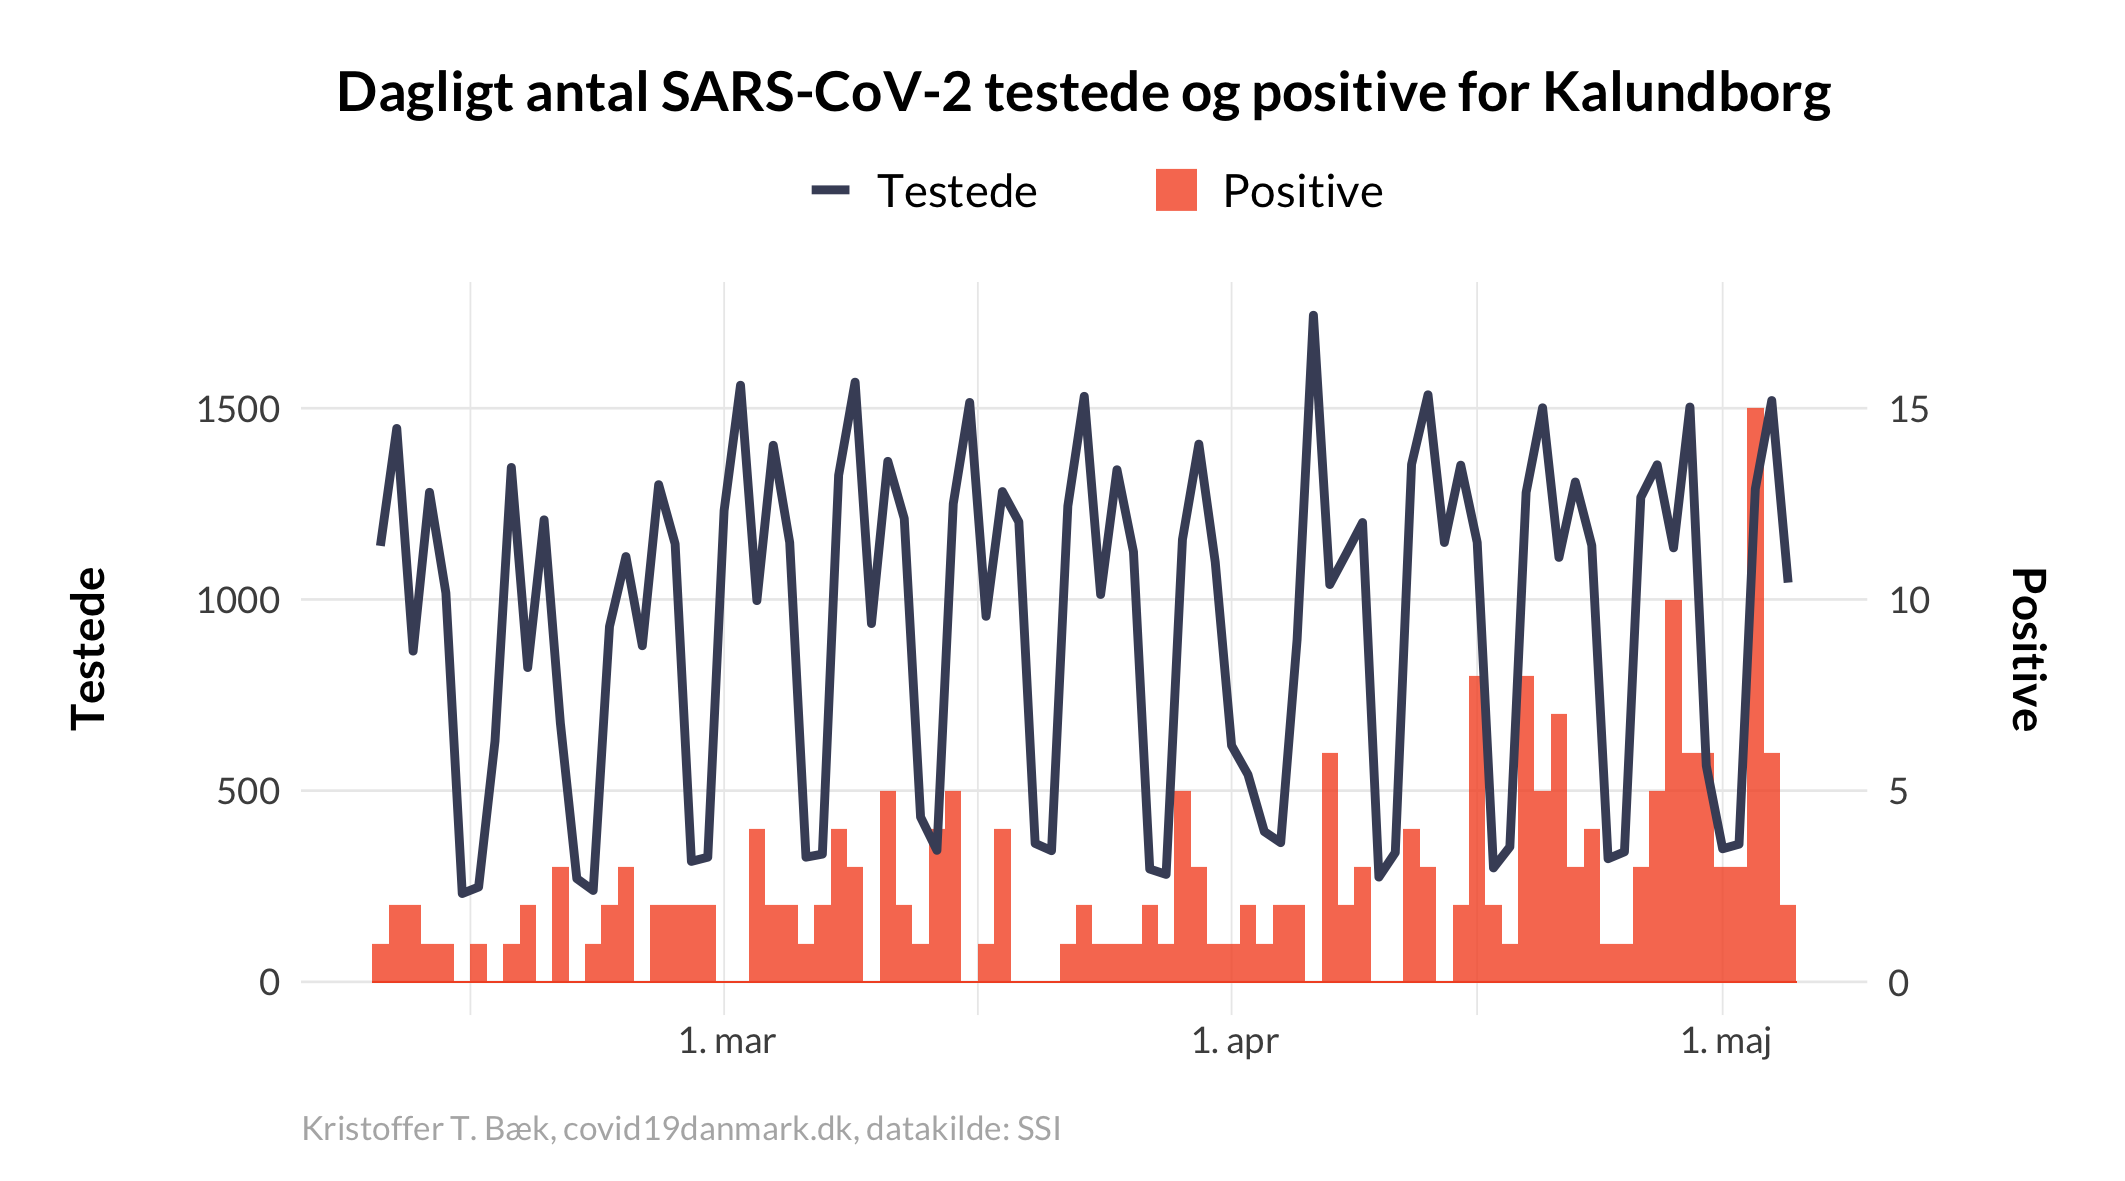 Dagligt antal SARS-CoV-2 testede og positive for Kalundborg
Testede
Positive
1500
1000
500
0
15
10
5
0
Testede
Positive
1. mar
1. apr
1. maj
Kristoffer T. Bæk, covid19danmark.dk, datakilde: SSI